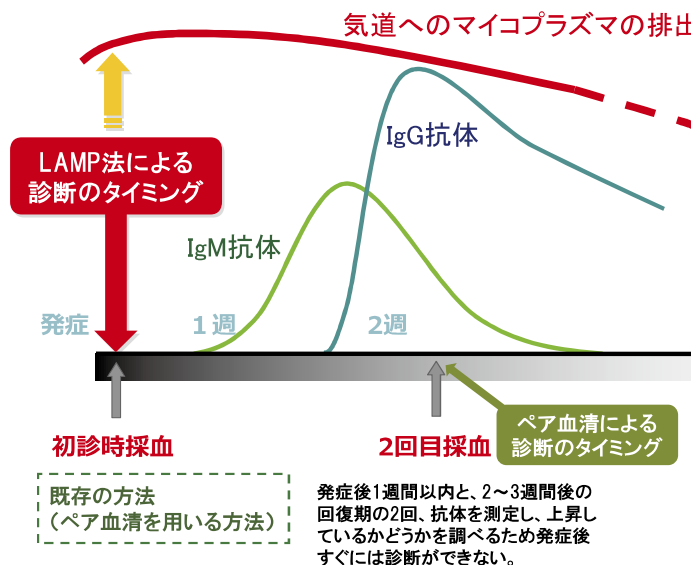 気道へのマイコプラズマの排出
IgG抗体
LAMP法による
診断のタイミング
IgM抗体
発症
1週
2週
ペア血清による
診断のタイミング
初診時採血
2回目採血
既存の方法
(ペア血清を用いる方法)
発症後1週間以内と、2～3週間後の
回復期の2回、抗体を測定し、上昇し
ているかどうかを調べるため発症後
すぐには診断ができない。